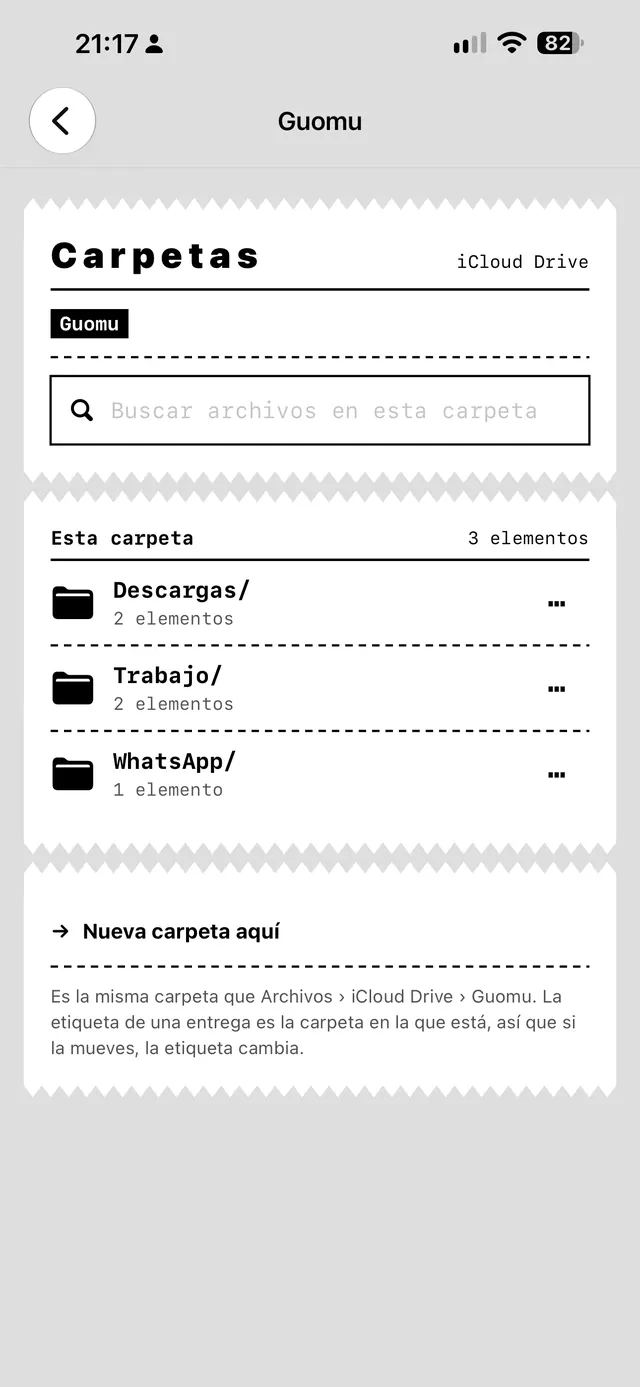 21:17
82
Guomu
Carpetas
iCloud Drive
Guomu
Buscar archivos en esta carpeta
Esta carpeta
3 elementos
Descargas/
2 elementos
Trabajo/
2 elementos
WhatsApp/
1 elemento
→ Nueva carpeta aquí
Es la misma carpeta que Archivos › iCloud Drive › Guomu. La
etiqueta de una entrega es la carpeta en la que está, así que si
la mueves, la etiqueta cambia.